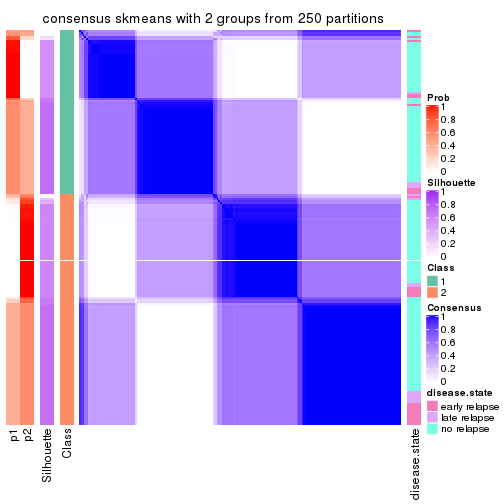 consensus skmeans with 2 groups from 250 partitions
Prob
1
0.8
0.6
0.4
0.2
0
Silhouette
1
0.8
0.6
0.4
0.2
0
Class
1
2
Consensus
1
0.8
0.6
0.4
0.2
0
disease.state
early relapse
late relapse
no relapse
p1
p2
Silhouette
Class
disease.state